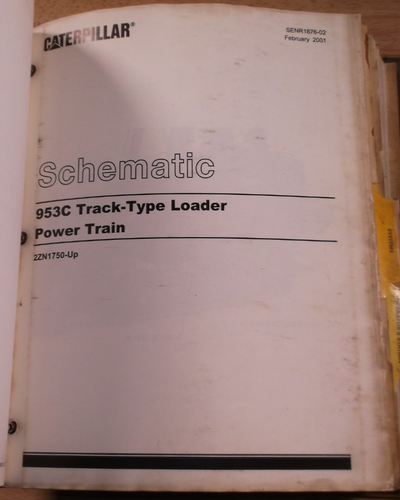 CATERPILLAR®
SENR1876-02
February 2001
Schematic
953C Track-Type Loader
Power Train
2ZN1750-Up